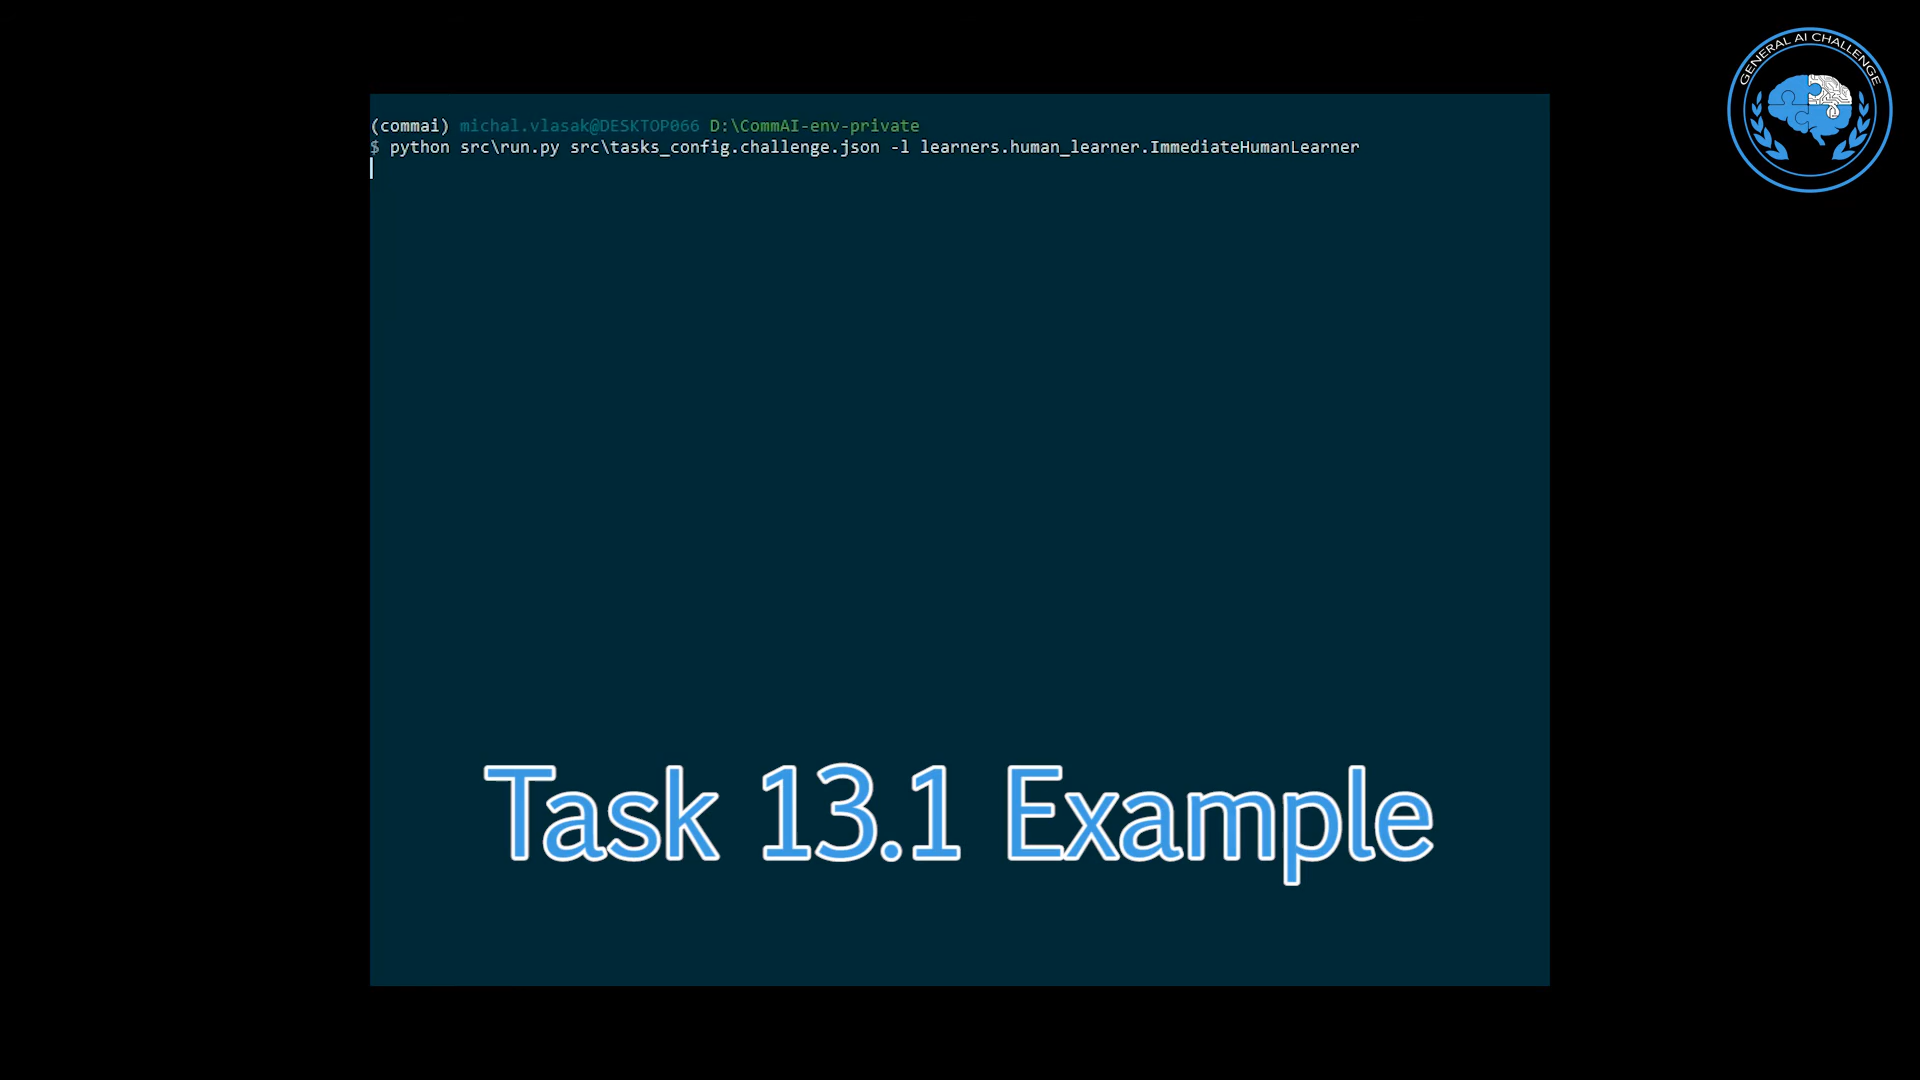 GENERAL AI CHALLENGE
(commai) michal.vlasak@DESKTOP066 D:\CommAI-env-private
$ python src\run.py src\tasks_config.challenge.json -l learners.human_learner.ImmediateHumanLearner
Task 13.1 Example